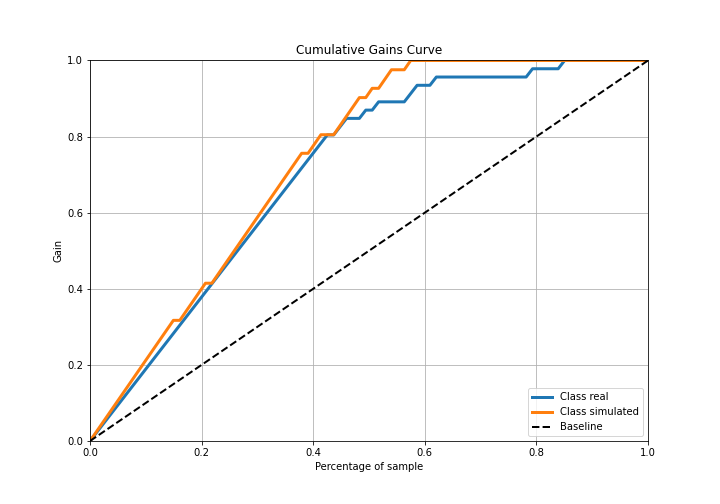 Cumulative Gains Curve
1.0
0.8
0.6
0.4
0.2
0.0
Gain
0.0 0.2 0.4 0.6 0.8 1.0
Percentage of sample
Class real
Class simulated
Baseline